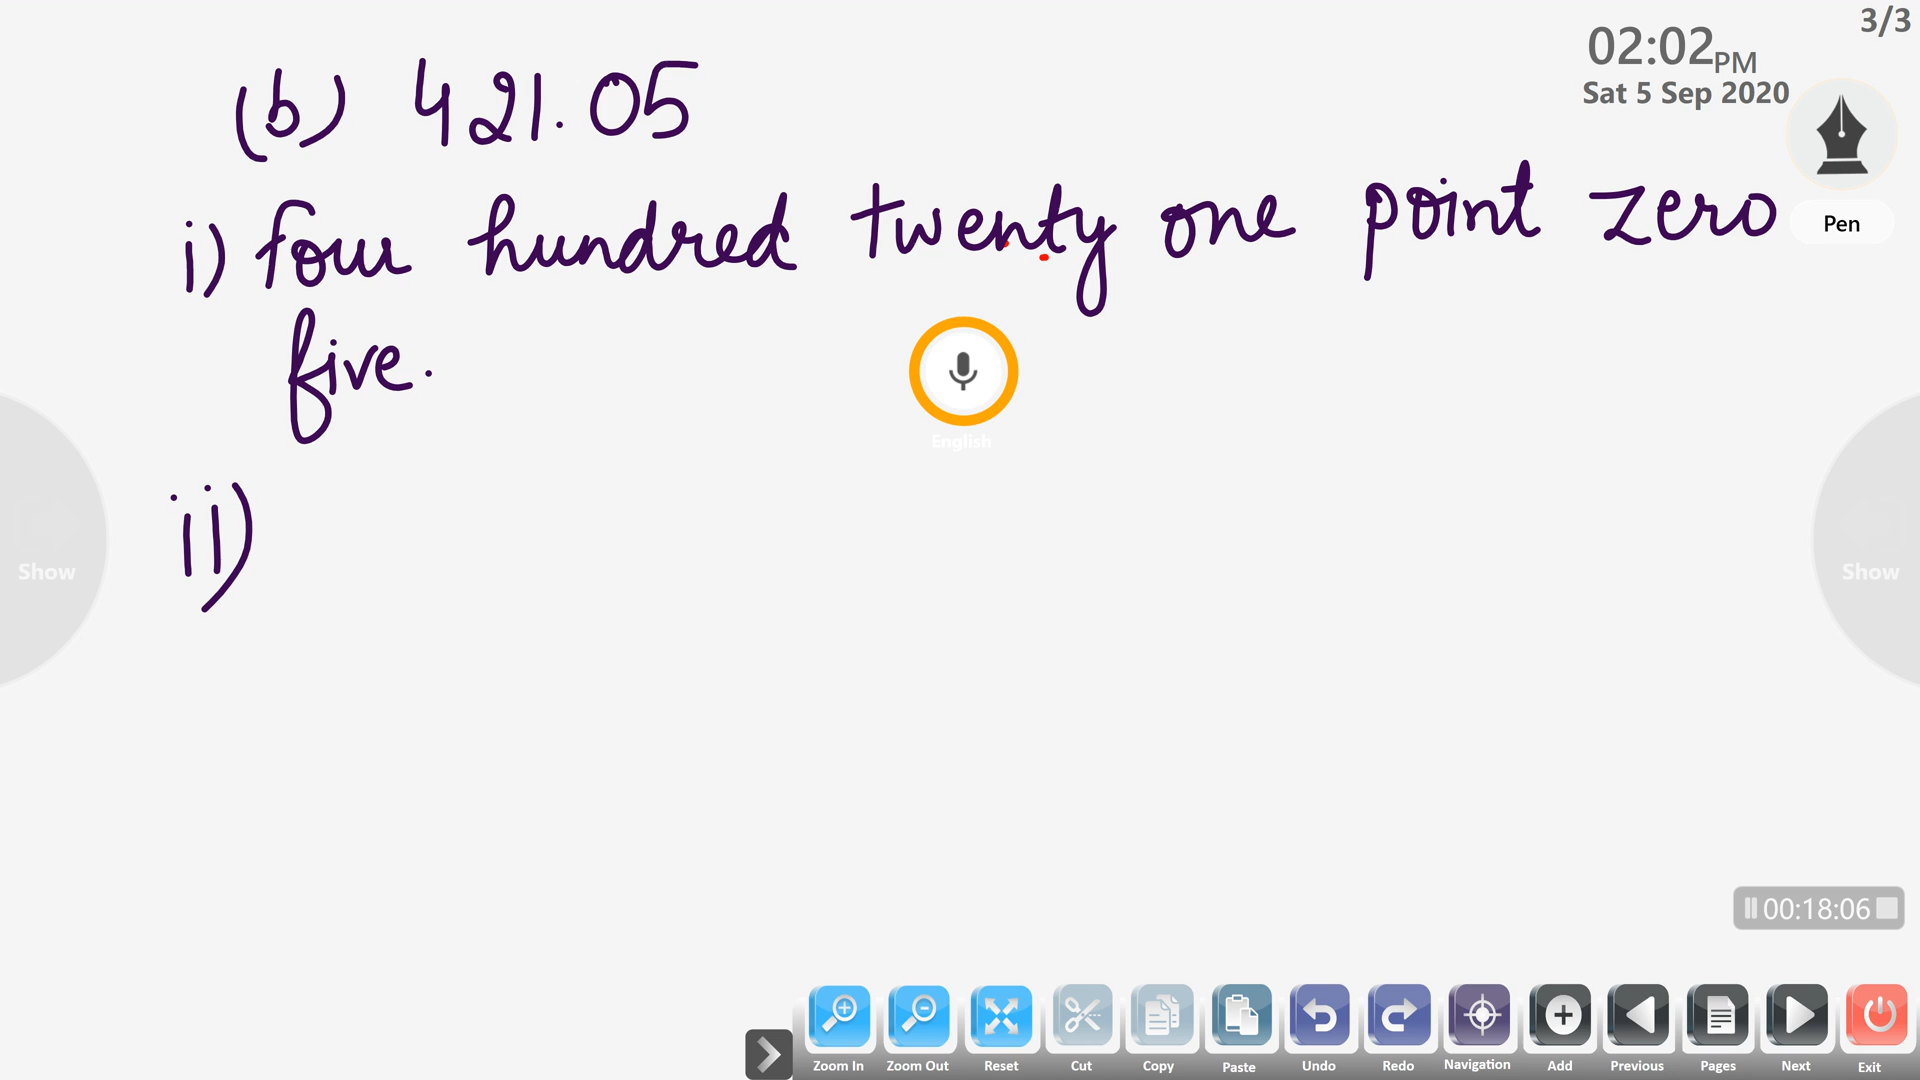 3/3
02:02PM
Sat 5 Sep 2020
Pen
(b) 421.05
i) four hundred twenty one point zero
five.
English
ii)
Show
Show
00:18:06
Zoom In Zoom Out Reset Cut Copy Paste Undo Redo Navigation Add Previous Pages Next Exit